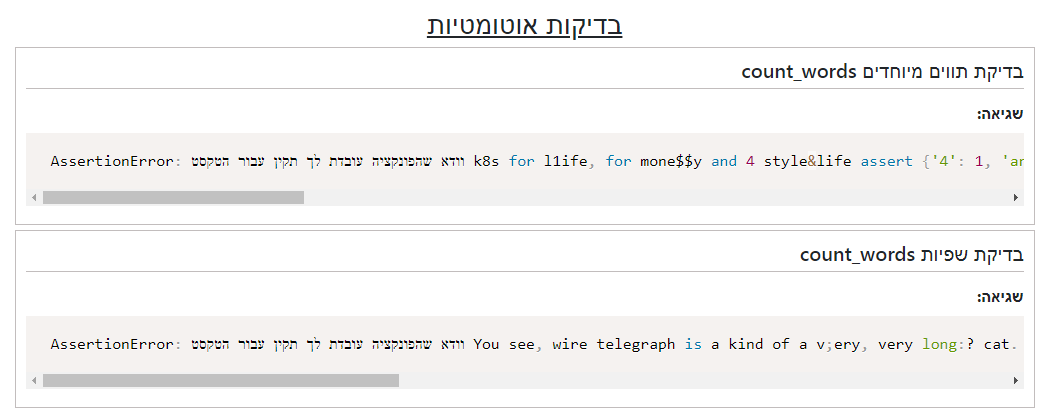 בדיקות אוטומטיות
בדיקת תווים מיוחדים count_words
שגיאה:
AssertionError: וודא שהפונקציה עובדת לך תקין עבור הטקסט k8s for l1ife, for mone$$y and 4 style&life assert {'4': 1, 'an
בדיקת שפיות count_words
שגיאה:
AssertionError: וודא שהפונקציה עובדת לך תקין עבור הטקסט You see, wire telegraph is a kind of a v;ery, very long:? cat.